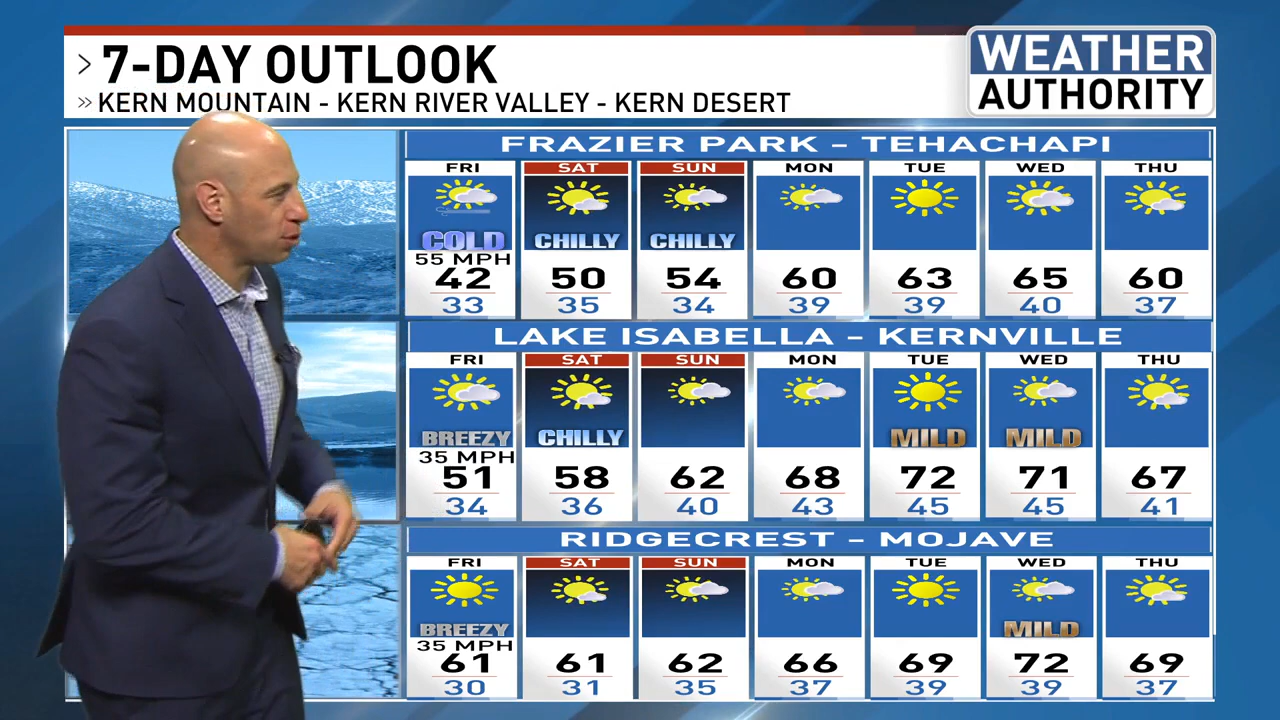 > 7-DAY OUTLOOK
» KERN MOUNTAIN - KERN RIVER VALLEY - KERN DESERT
WEATHER
AUTHORITY
FRAZIER PARK - TEHACHAPI
FRI SAT SUN MON TUE WED THU
COLD CHILLY CHILLY
55 MPH
42 50 54 60 63 65 60
33 35 34 39 39 40 37
LAKE ISABELLA - KERNVILLE
FRI SAT SUN MON TUE WED THU
BREEZY CHILLY MILD MILD
35 MPH
51 58 62 68 72 71 67
34 36 40 43 45 45 41
RIDGECREST - MOJAVE
FRI SAT SUN MON TUE WED THU
BREEZY MILD
35 MPH
61 61 62 66 69 72 69
30 31 35 37 39 39 37